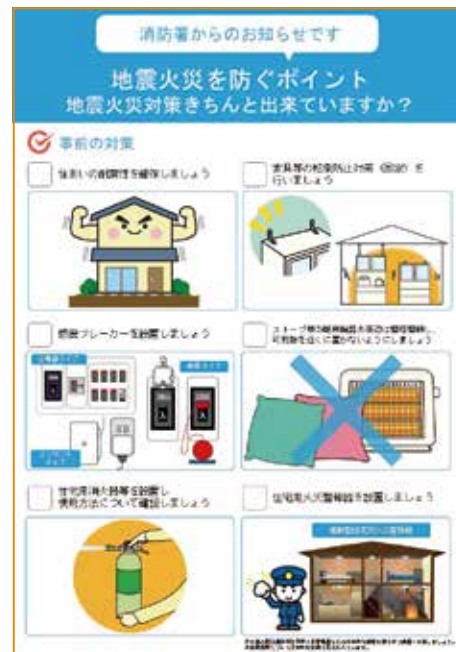 消防署からのお知らせです
地震火災を防ぐポイント
地震火災対策きちんと出来ていますか？
事前の対策
住まいの耐震性を確保しましょう
家具等の転倒防止対策（固定）を
行いましょう
感震ブレーカーを設置しましょう
ストーブ等の暖房機器の周辺は整理整頓し、
可燃物を近くに置かないようにしましょう
住宅用消火器等を設置し
使用方法について確認しましょう
住宅用火災警報器を設置しましょう